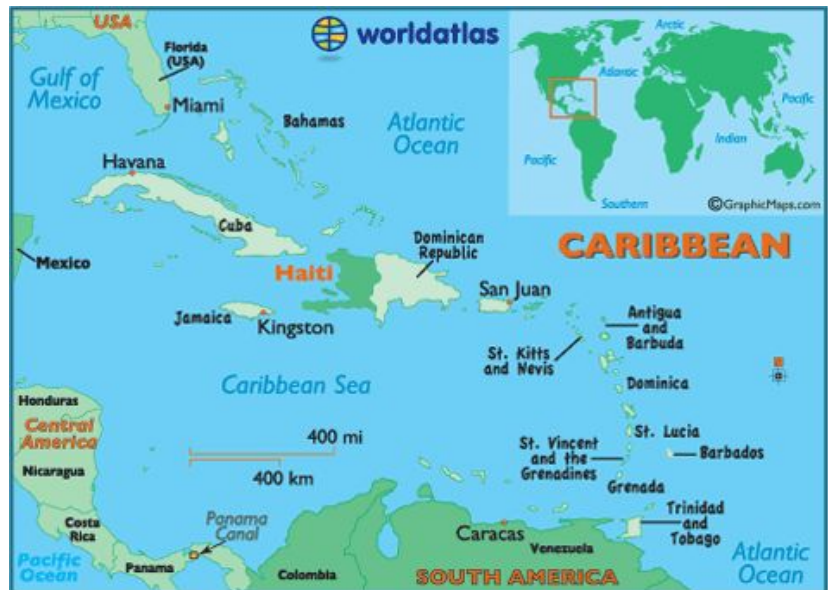 USA
worldatlas
Florida
(USA)
Gulf of
Mexico
Miami
Bahamas
Atlantic
Ocean
Arctic
Atlantic
Pacific
Indian
Pacific
Southern
©GraphicMaps.com
Havana
Cuba
Mexico
Haiti
Dominican
Republic
CARIBBEAN
San Juan
Jamaica
Kingston
Antigua
and
Barbuda
St. Kitts
and Nevis
Caribbean Sea
Dominica
Honduras
Central
America
Nicaragua
400 mi
400 km
St. Lucia
St. Vincent
and the
Grenadines
Barbados
Grenada
Costa
Rica
Panama
Canal
Caracas
Trinidad
and
Tobago
Pacific
Ocean
Panama
Colombia
Venezuela
SOUTH AMERICA
Atlantic
Ocean